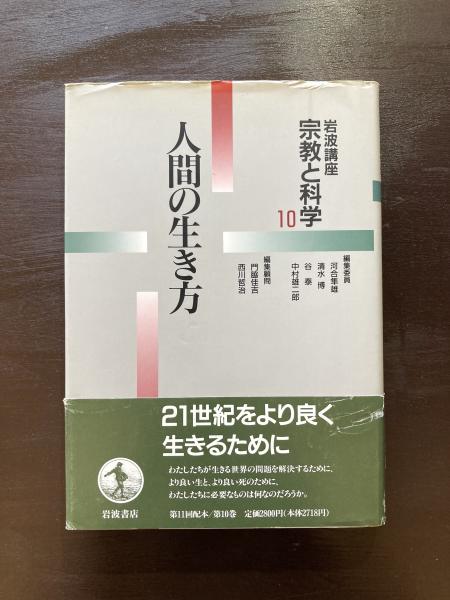 岩波講座
宗教と科学
10
編集委員
河合隼雄
清水 博
谷 泰
中村雄二郎
編集顧問
門脇佳吉
西川哲治
人間の生き方
21世紀をより良く
生きるために
わたしたちが生きる世界の問題を解決するために、
より良い生と、より良い死のために、
わたしたちに必要なものは何なのだろうか。
岩波書店
第11回配本/第10巻 定価2800円(本体2718円)